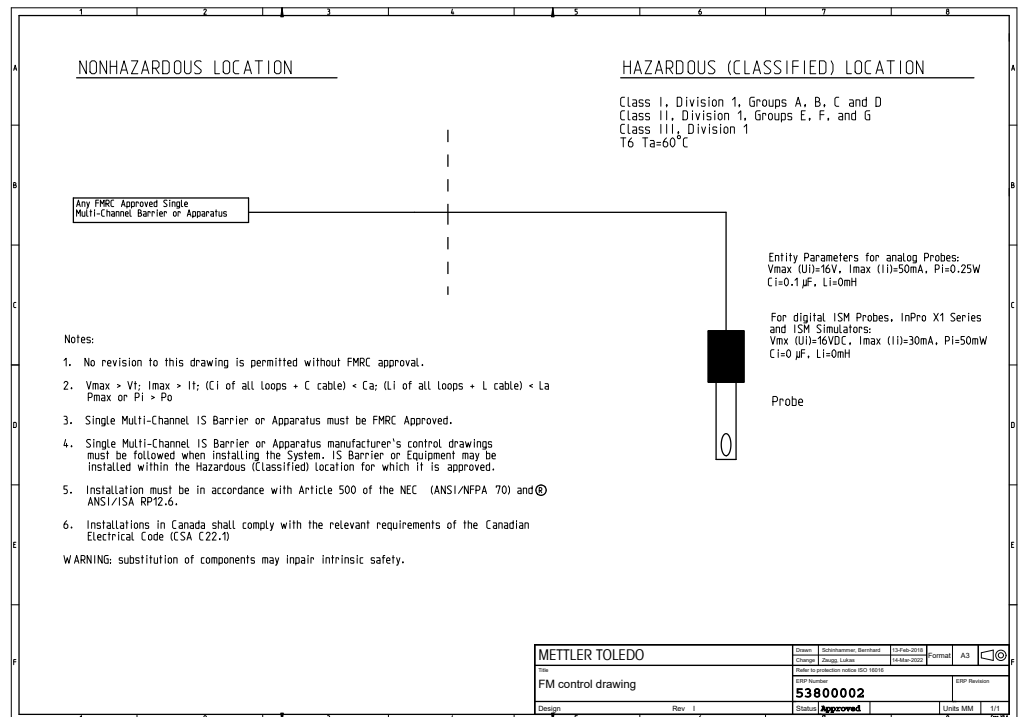 1 2 3 4 5 6 7 8
NONHAZARDOUS LOCATION
HAZARDOUS (CLASSIFIED) LOCATION
Class I, Division 1, Groups A, B, C and D
Class II, Division 1, Groups E, F, and G
Class III, Division 1
T6 Ta=60°C
Any FMRC Approved Single
Multi-Channel Barrier or Apparatus
Entity Parameters for analog Probes:
Vmax (Ui)=16V, Imax (Ii)=50mA, Pi=0.25W
Ci=0.1 µF, Li=0mH
For digital ISM Probes, InPro X1 Series
and ISM Simulators:
Vmx (Ui)=16VDC, Imax (Ii)=30mA, Pi=50mW
Ci=0 µF, Li=0mH
Probe
Notes:
1. No revision to this drawing is permitted without FMRC approval.
2. Vmax > Vt; Imax > It; (Ci of all loops + C cable) < Ca; (Li of all loops + L cable) < La
Pmax or Pi > Po
3. Single Multi-Channel IS Barrier or Apparatus must be FMRC Approved.
4. Single Multi-Channel IS Barrier or Apparatus manufacturer's control drawings
must be followed when installing the System. IS Barrier or Equipment may be
installed within the Hazardous (Classified) location for which it is approved.
5. Installation must be in accordance with Article 500 of the NEC (ANSI/NFPA 70) and ®
ANSI/ISA RP12.6.
6. Installations in Canada shall comply with the relevant requirements of the Canadian
Electrical Code (CSA C22.1)
WARNING: substitution of components may inpair intrinsic safety.
A A
B B
C C
D D
E E
F F
METTLER TOLEDO
Drawn Schinhammer, Bernhard 13-Feb-2018
Change Zaugg, Lukas 14-Mar-2022
Format A3
Title
FM control drawing
Refer to protection notice ISO 16016
ERP Number
53800002
ERP Revision
Design Rev I
Status Approved
Units MM 1/1